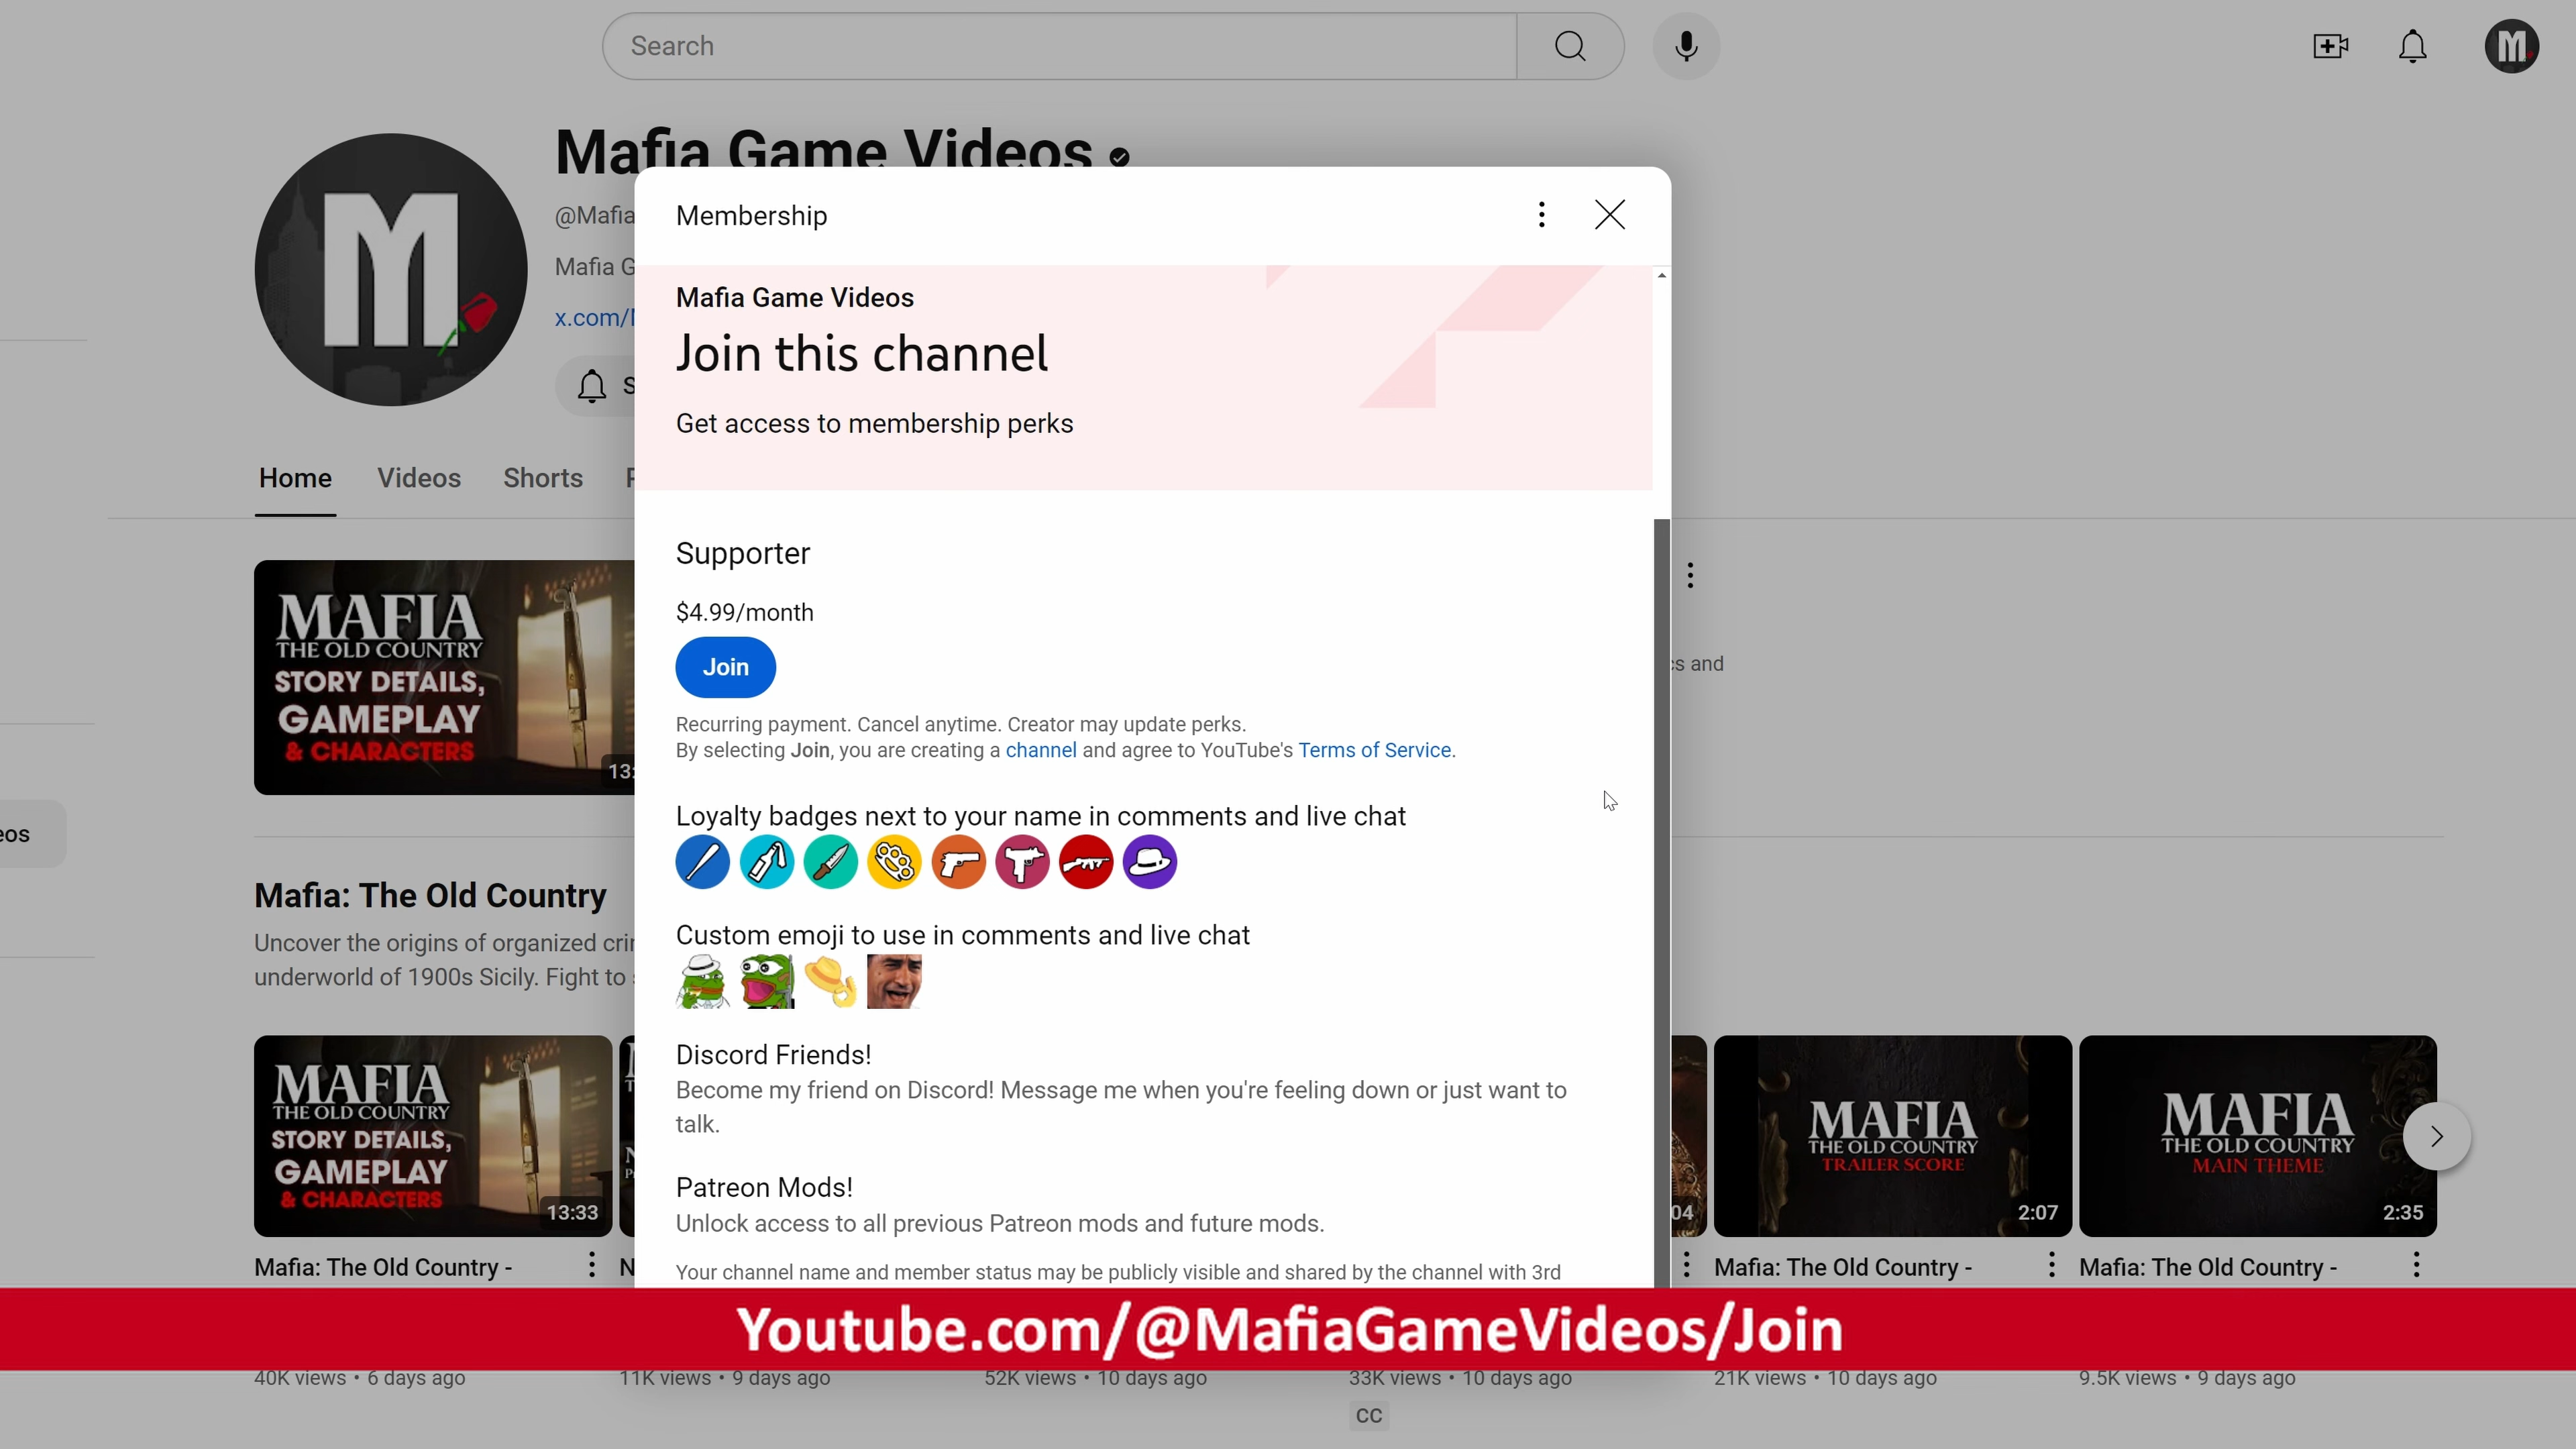 Search
Mafia Game Videos
@Mafia
Mafia G
x.com/
Home
Videos
Shorts
Membership
Mafia Game Videos
Join this channel
Get access to membership perks
Supporter
$4.99/month
Join
Recurring payment. Cancel anytime. Creator may update perks.
By selecting Join, you are creating a channel and agree to YouTube's Terms of Service.
Loyalty badges next to your name in comments and live chat
Custom emoji to use in comments and live chat
Discord Friends!
Become my friend on Discord! Message me when you're feeling down or just want to
talk.
Patreon Mods!
Unlock access to all previous Patreon mods and future mods.
Your channel name and member status may be publicly visible and shared by the channel with 3rd
MAFIA
THE OLD COUNTRY
STORY DETAILS,
GAMEPLAY
& CHARACTERS
13:
cs and
eos
Mafia: The Old Country
Uncover the origins of organized cri
underworld of 1900s Sicily. Fight to
MAFIA
THE OLD COUNTRY
STORY DETAILS,
GAMEPLAY
& CHARACTERS
13:33
04
MAFIA
THE OLD COUNTRY
TRAILER SCORE
2:07
MAFIA
THE OLD COUNTRY
MAIN THEME
2:35
Mafia: The Old Country -
N
Mafia: The Old Country -
Mafia: The Old Country -
Youtube.com/@MafiaGameVideos/Join
40K views • 6 days ago
11K views • 9 days ago
52K views • 10 days ago
33K views • 10 days ago
21K views • 10 days ago
9.5K views • 9 days ago
CC